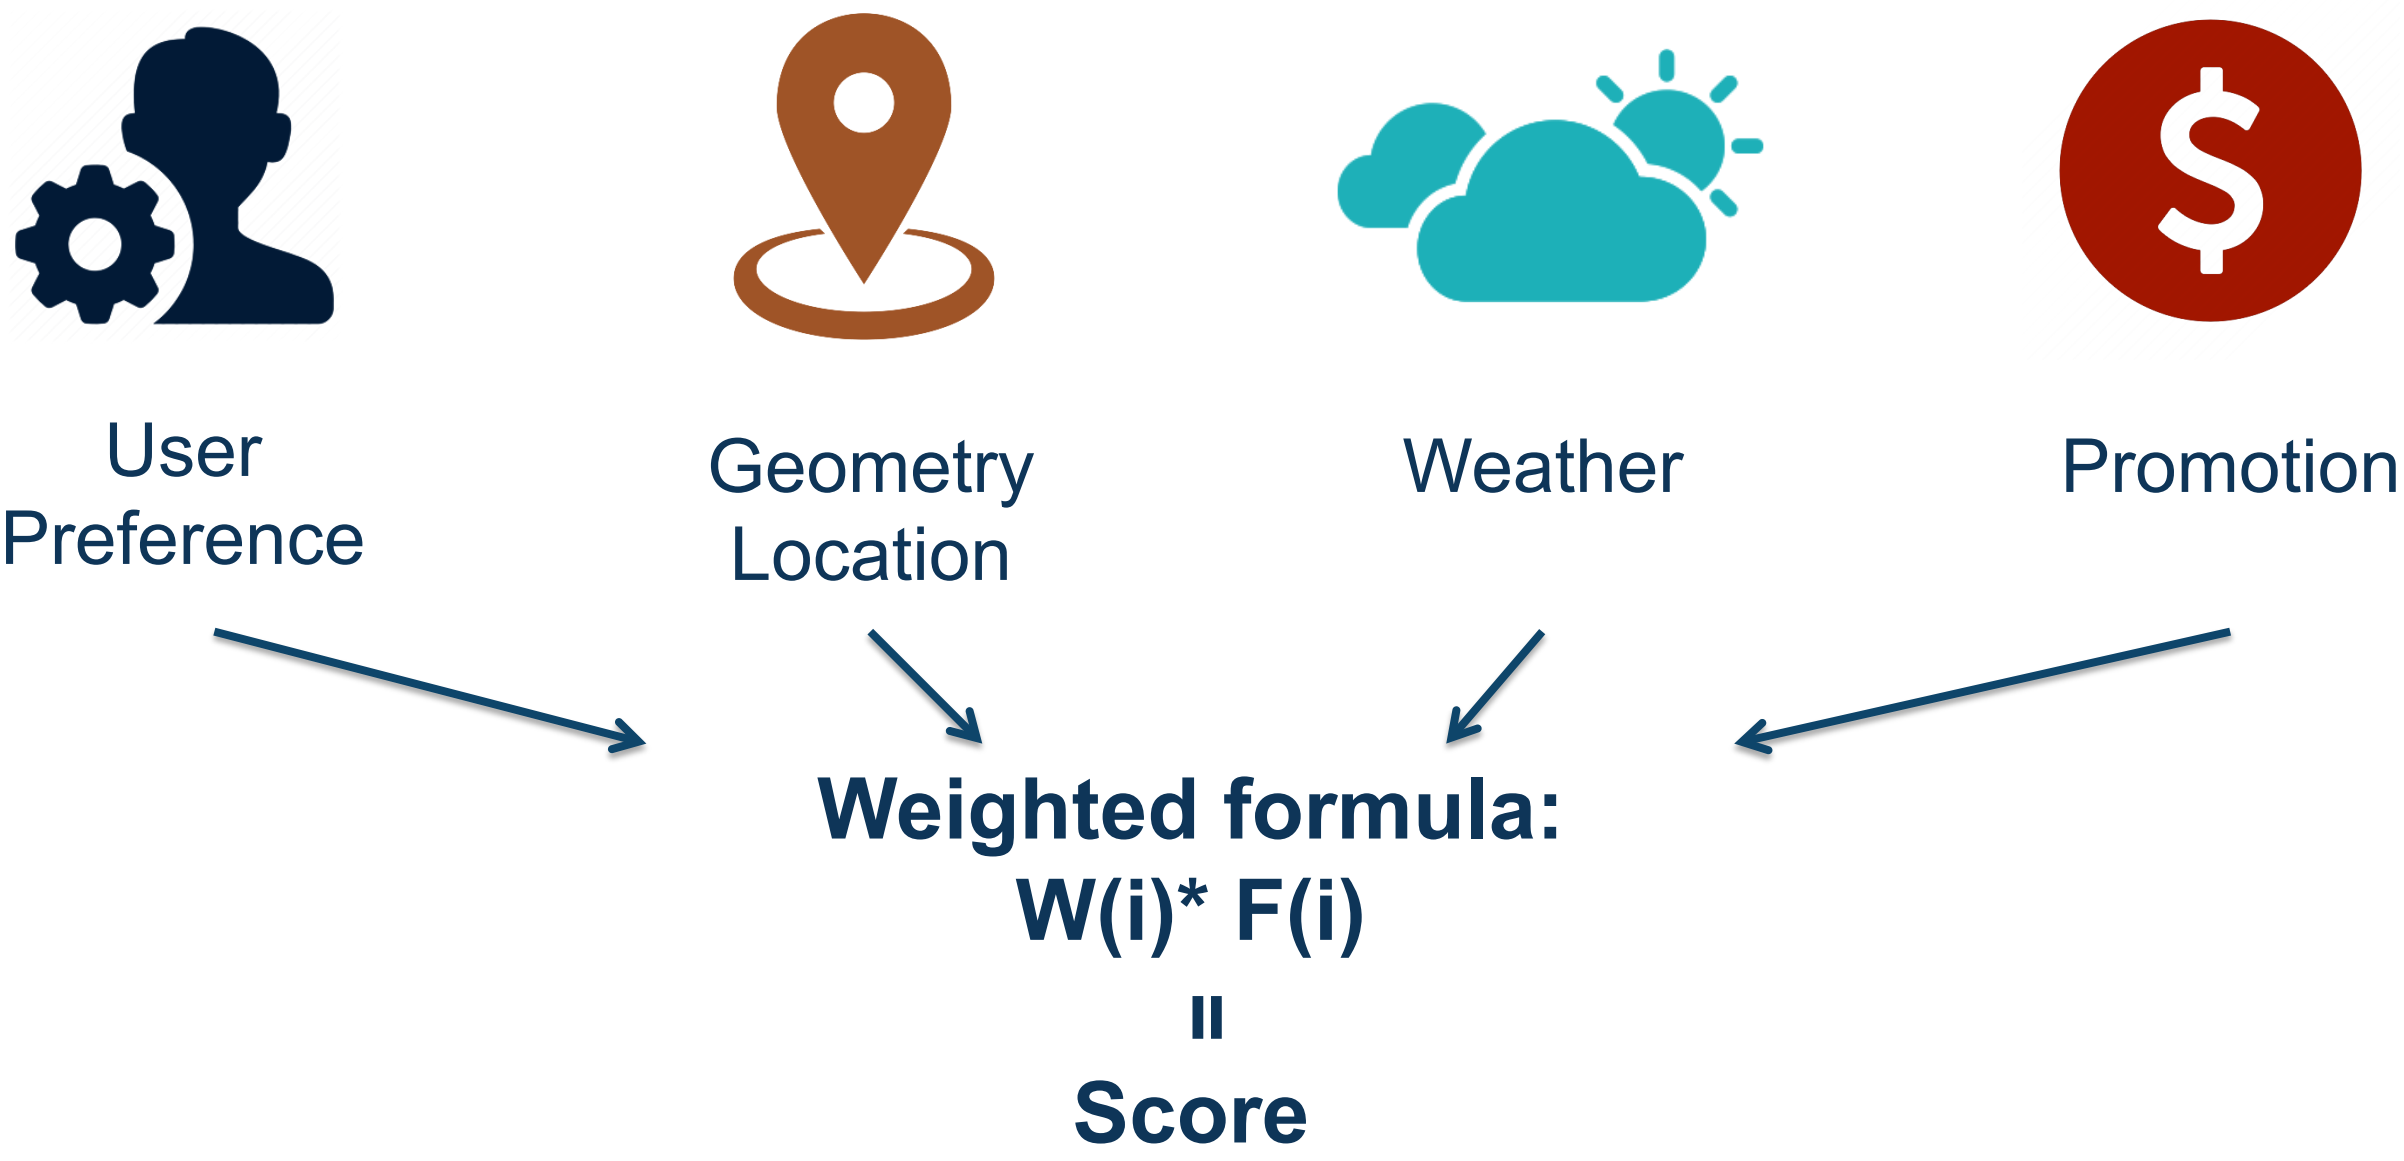 User
Preference
Geometry
Location
Weather
Promotion
Weighted formula:
W(i)* F(i)
=
Score